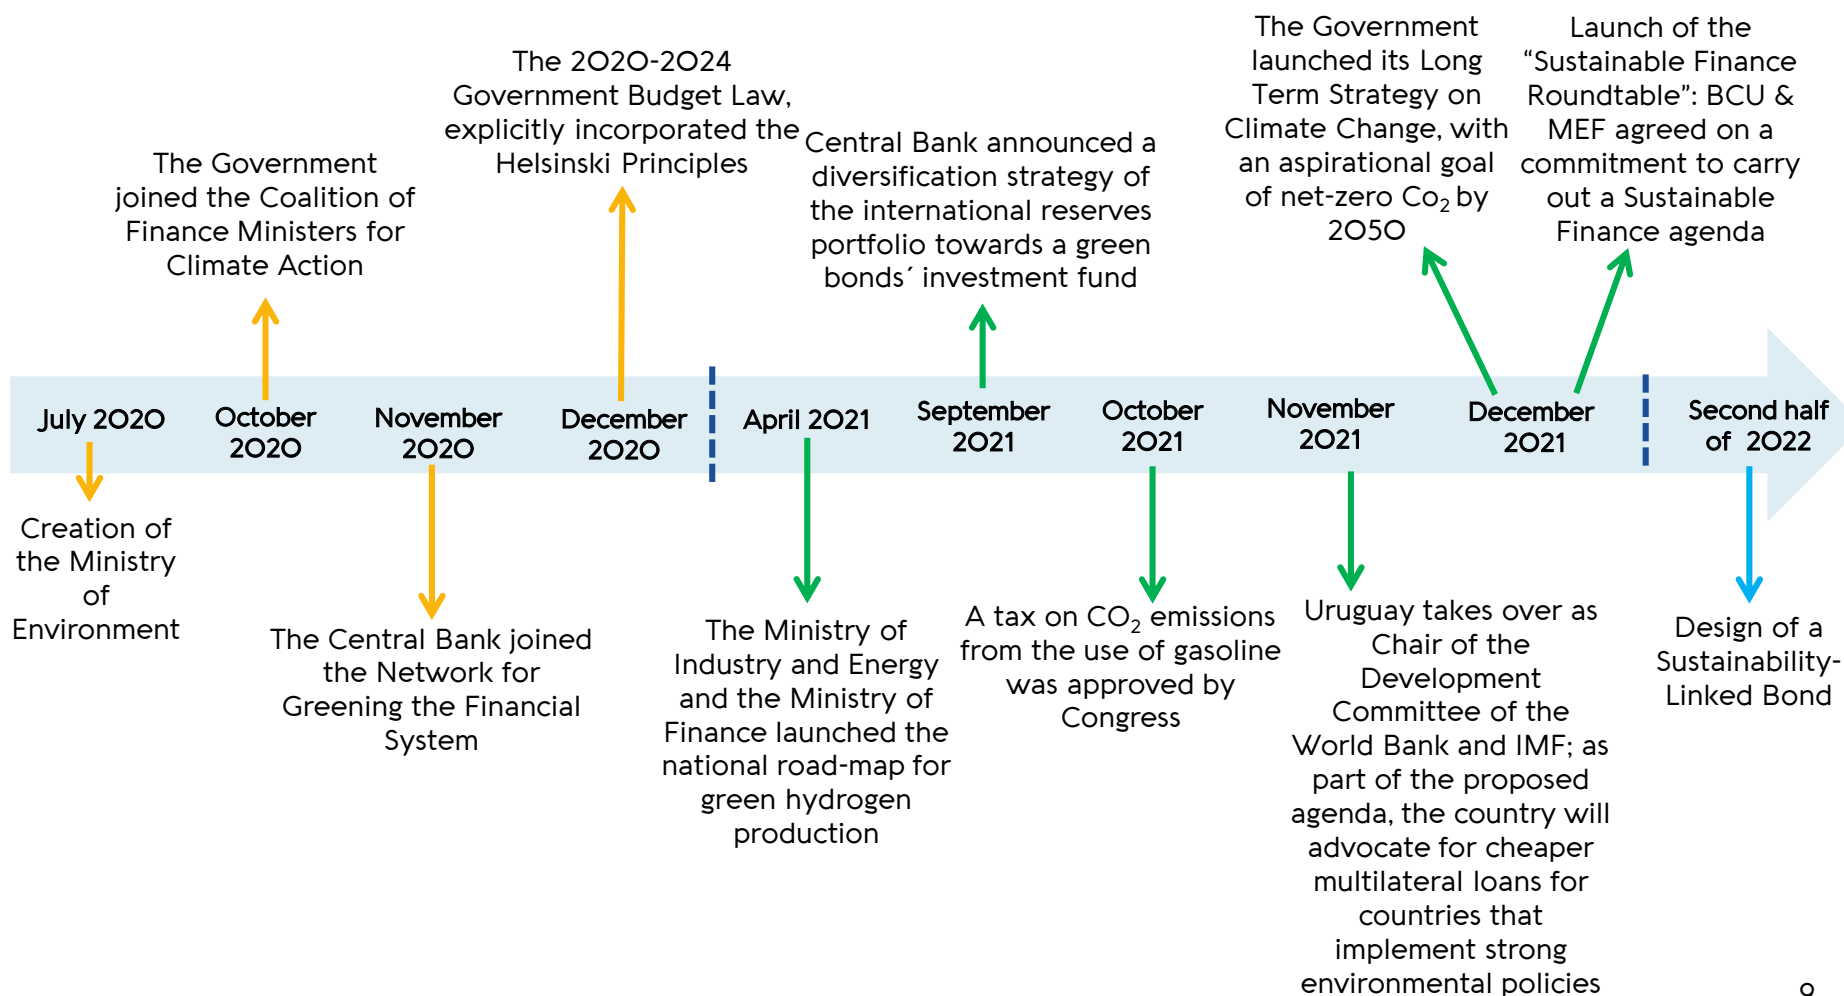 The Government
launched its Long
Term Strategy on
Climate Change, with
an aspirational goal
of net-zero Co₂ by
2050
Launch of the
“Sustainable Finance
Roundtable”: BCU &
MEF agreed on a
commitment to carry
out a Sustainable
Finance agenda
The 2020-2024
Government Budget Law,
explicitly incorporated the
Helsinski Principles
Central Bank announced a
diversification strategy of
the international reserves
portfolio towards a green
bonds´ investment fund
The Government
joined the Coalition of
Finance Ministers for
Climate Action
July 2020
October
2020
November
2020
December
2020
April 2021
September
2021
October
2021
November
2021
December
2021
Second half
of 2022
Creation of
the Ministry
of
Environment
The Central Bank joined
the Network for
Greening the Financial
System
The Ministry of
Industry and Energy
and the Ministry of
Finance launched the
national road-map for
green hydrogen
production
A tax on CO₂ emissions
from the use of gasoline
was approved by
Congress
Uruguay takes over as
Chair of the
Development
Committee of the
World Bank and IMF; as
part of the proposed
agenda, the country will
advocate for cheaper
multilateral loans for
countries that
implement strong
environmental policies
Design of a
Sustainability-
Linked Bond